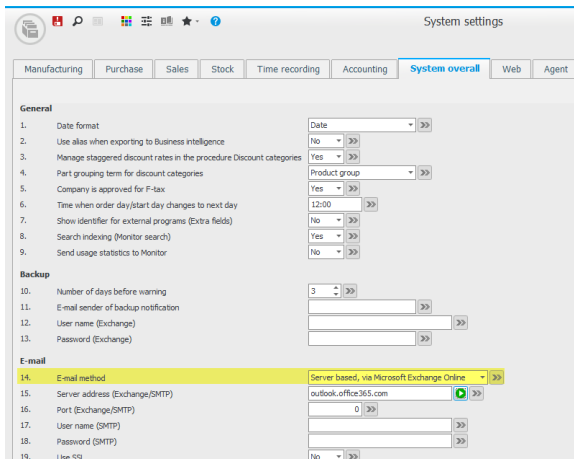 System settings
Manufacturing Purchase Sales Stock Time recording Accounting System overall Web Agent
General
1. Date format Date
2. Use alias when exporting to Business intelligence No
3. Manage staggered discount rates in the procedure Discount categories Yes
4. Part grouping term for discount categories Product group
5. Company is approved for F-tax Yes
6. Time when order day/start day changes to next day 12:00
7. Show identifier for external programs (Extra fields) No
8. Search indexing (Monitor search) Yes
9. Send usage statistics to Monitor No
Backup
10. Number of days before warning 3
11. E-mail sender of backup notification
12. User name (Exchange)
13. Password (Exchange)
E-mail
14. E-mail method Server based, via Microsoft Exchange Online
15. Server address (Exchange/SMTP) outlook.office365.com
16. Port (Exchange/SMTP) 0
17. User name (SMTP)
18. Password (SMTP)
19. Use SSL No